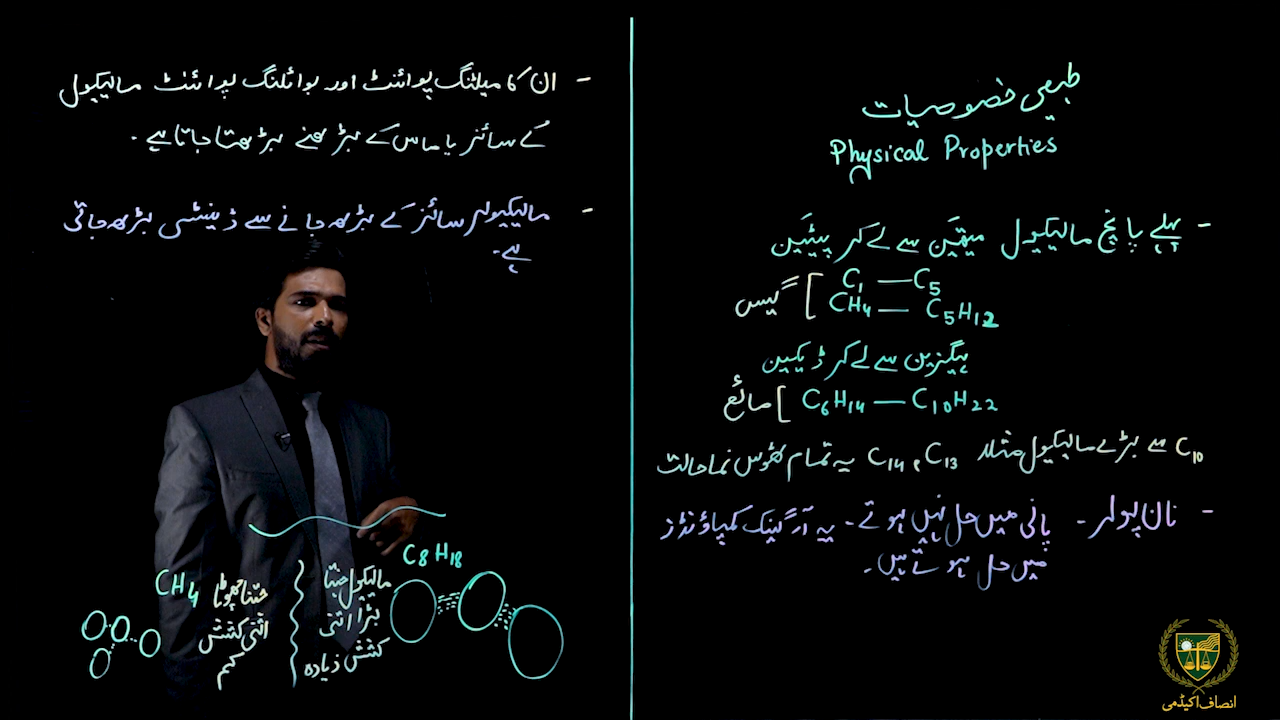 طبعی خصوصیات
Physical Properties
- پہلے پانچ مالیکیول میتھین سے لے کر پینٹین
C₁ — C₅
CH₄ — C₅H₁₂ ] گیس
ہیگزین سے لے کر ڈیکین
C₆H₁₄ — C₁₀H₂₂ ] مائع
C₁₀ سے بڑے مالیکیول مثلاً C₁₃ , C₁₄ یہ تمام ٹھوس نما حالت
- نان پولر - پانی میں حل نہیں ہوتے - یہ آرگینک کمپاؤنڈز
میں حل ہوتے ہیں۔
- ان کا میلٹنگ پوائنٹ اور بوائلنگ پوائنٹ مالیکیول
کے سائز یا ماس کے بڑھنے بڑھتا جاتا ہے۔
- مالیکیولر سائز کے بڑھ جانے سے ڈینسٹی بڑھ جاتی
ہے۔
C₈H₁₈
مالیکول جتنا
بڑا اتنی
کشش زیادہ
CH₄
جتنا چھوٹا
اتنی کشش
کم
انصاف اکیڈمی